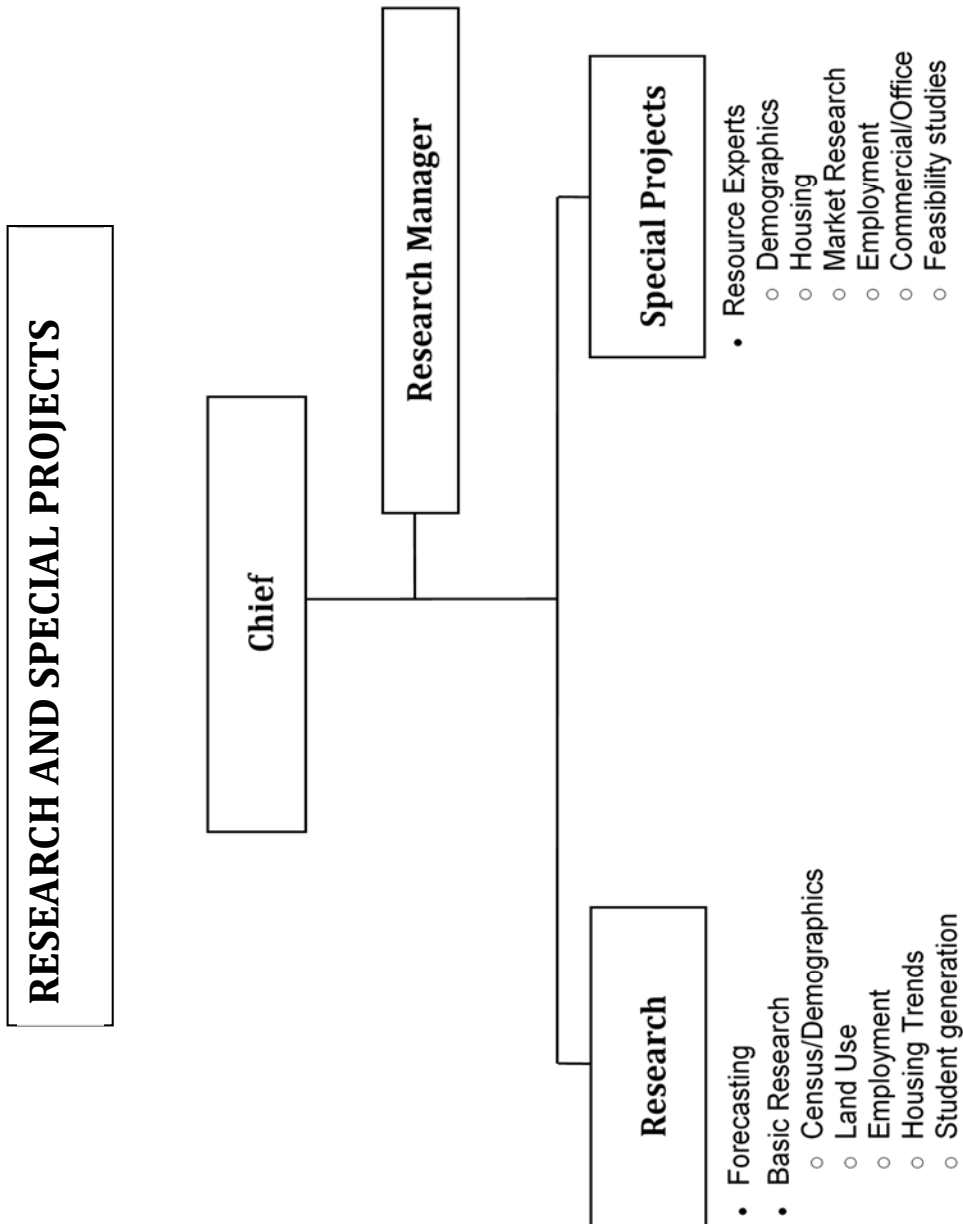 RESEARCH AND SPECIAL PROJECTS
Chief
Research Manager
Research
• Forecasting
• Basic Research
○ Census/Demographics
○ Land Use
○ Employment
○ Housing Trends
○ Student generation
Special Projects
• Resource Experts
○ Demographics
○ Housing
○ Market Research
○ Employment
○ Commercial/Office
○ Feasibility studies